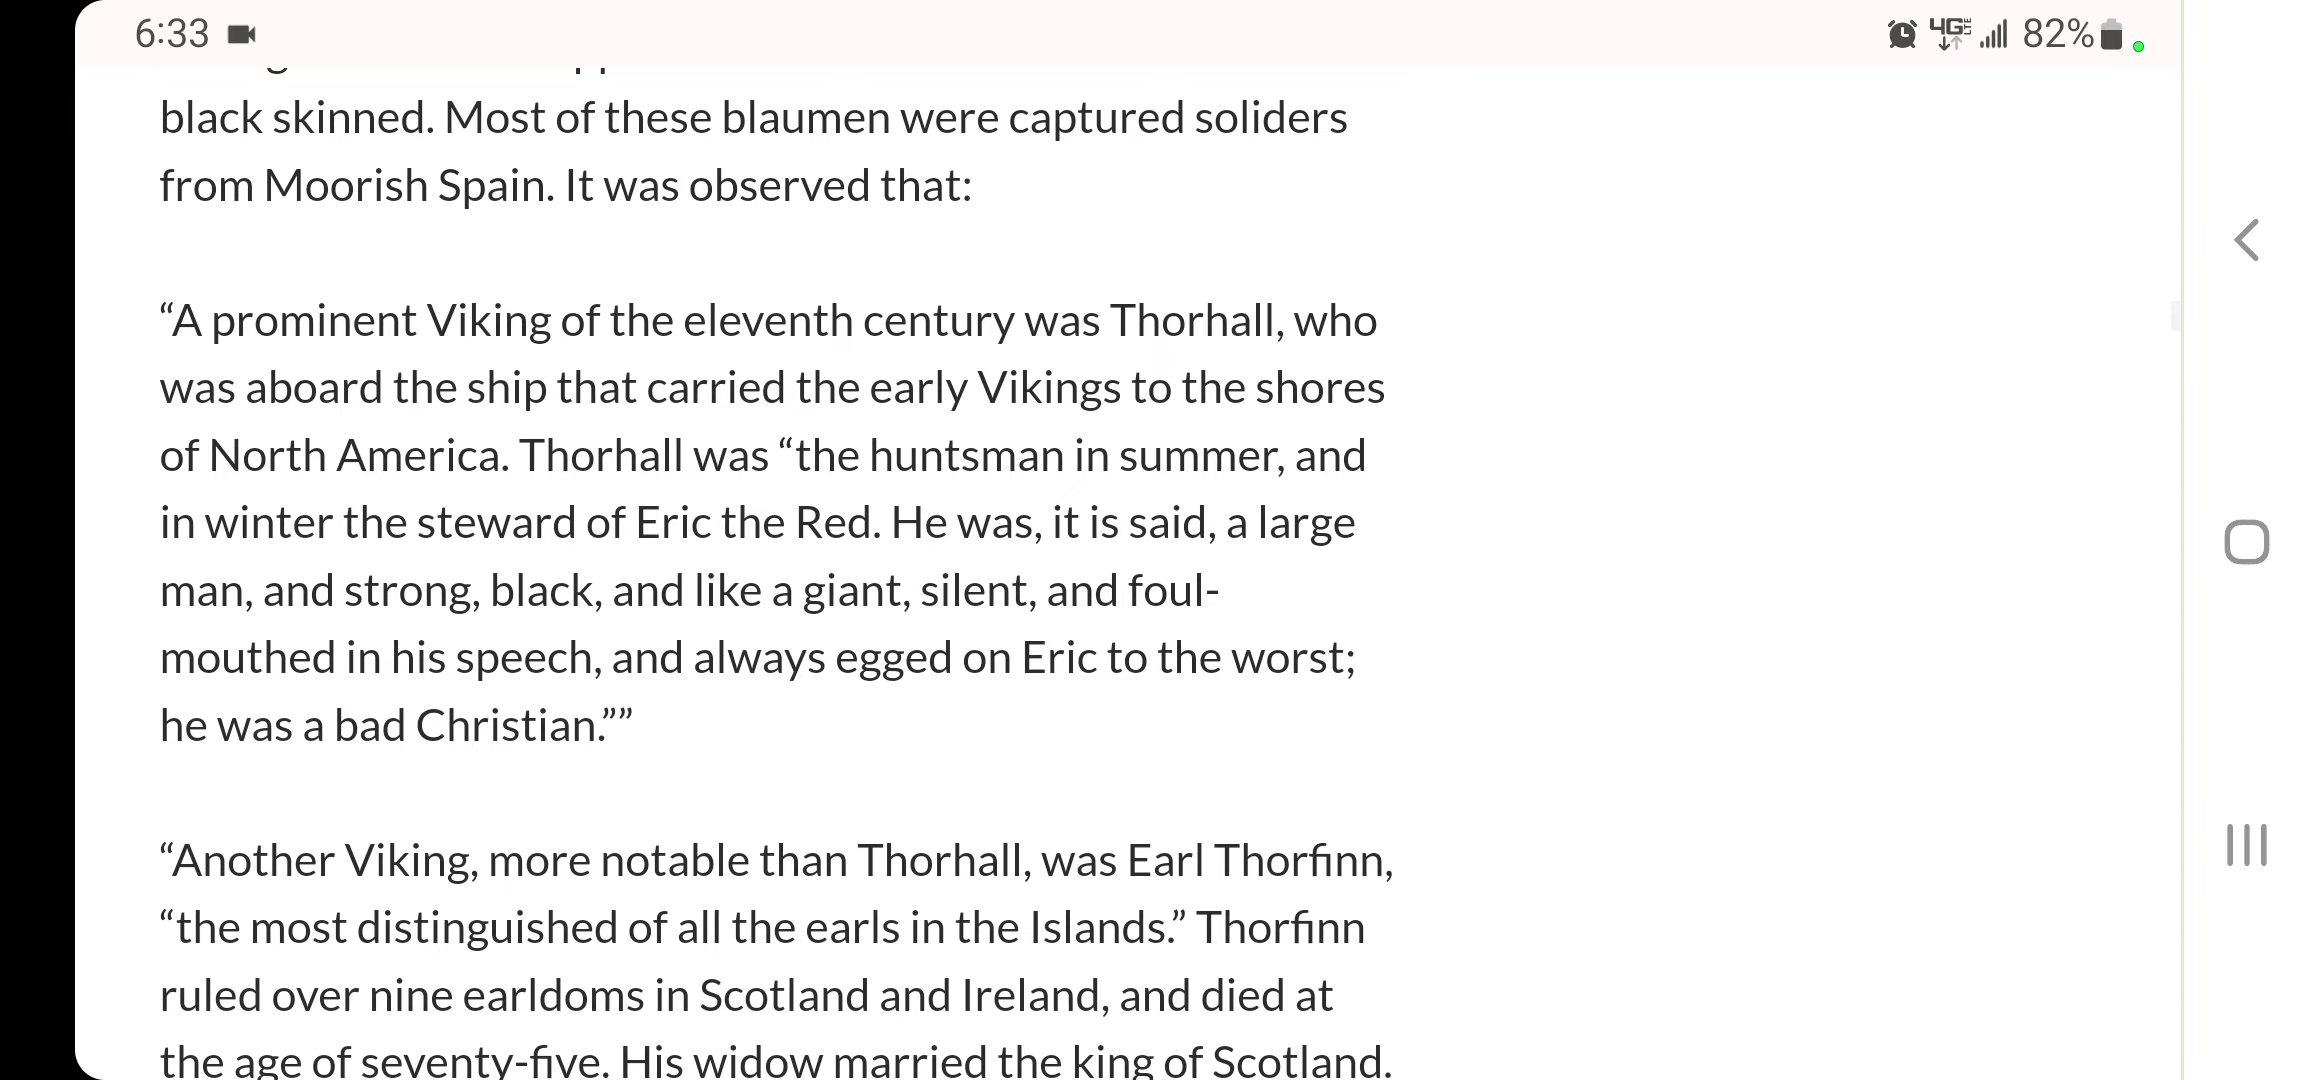 6:33 4G LTE 82%
black skinned. Most of these blaumen were captured soliders
from Moorish Spain. It was observed that:
“A prominent Viking of the eleventh century was Thorhall, who
was aboard the ship that carried the early Vikings to the shores
of North America. Thorhall was “the huntsman in summer, and
in winter the steward of Eric the Red. He was, it is said, a large
man, and strong, black, and like a giant, silent, and foul-
mouthed in his speech, and always egged on Eric to the worst;
he was a bad Christian.””
“Another Viking, more notable than Thorhall, was Earl Thorfinn,
“the most distinguished of all the earls in the Islands.” Thorfinn
ruled over nine earldoms in Scotland and Ireland, and died at
the age of seventy-five. His widow married the king of Scotland.